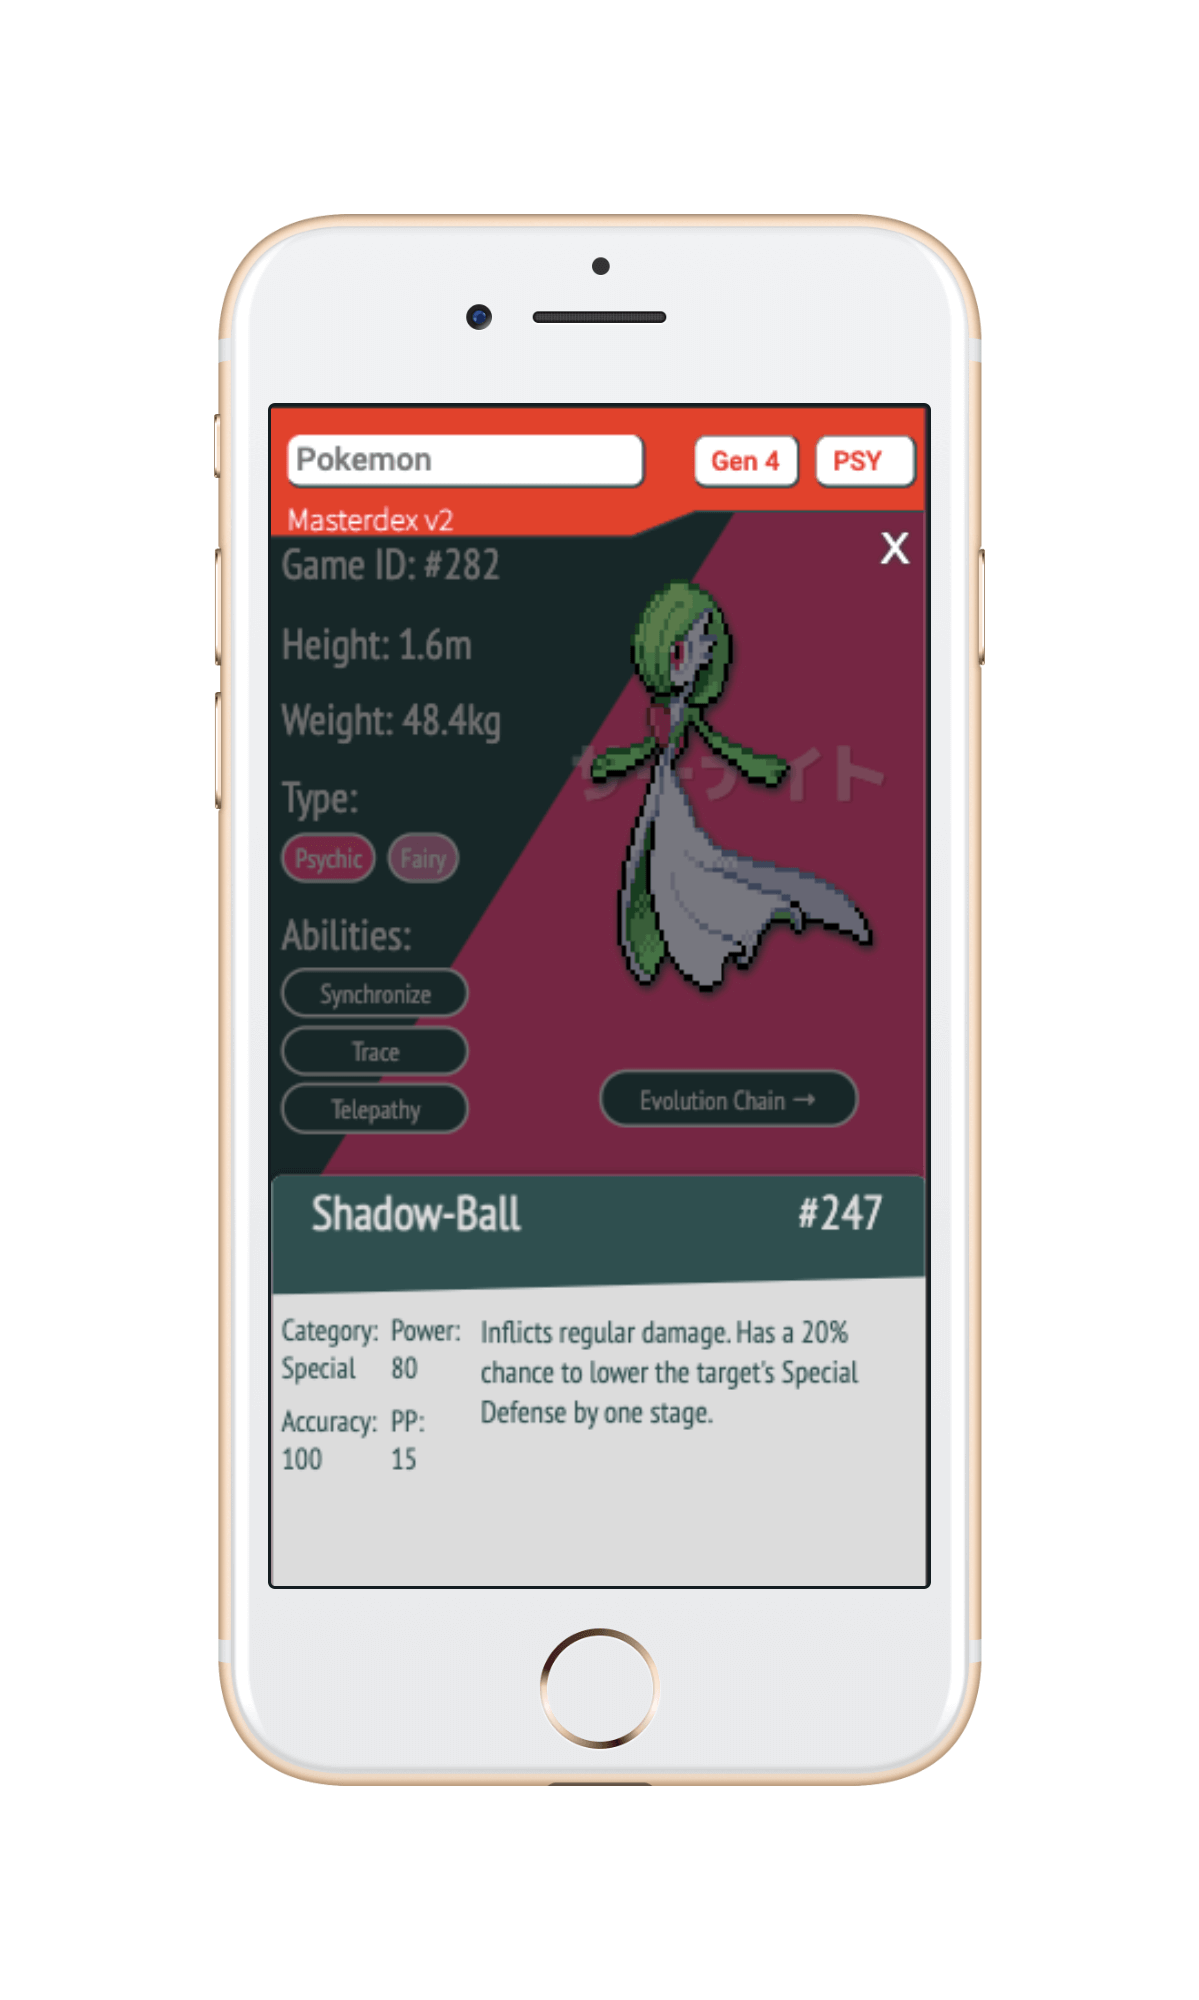 Pokemon
Gen 4
PSY
Masterdex v2
X
Game ID: #282
Height: 1.6m
Weight: 48.4kg
サーナイト
Type:
Psychic Fairy
Abilities:
Synchronize
Trace
Telepathy
Evolution Chain →
Shadow-Ball #247
Category: Power:
Special 80
Accuracy: PP:
100 15
Inflicts regular damage. Has a 20%
chance to lower the target's Special
Defense by one stage.